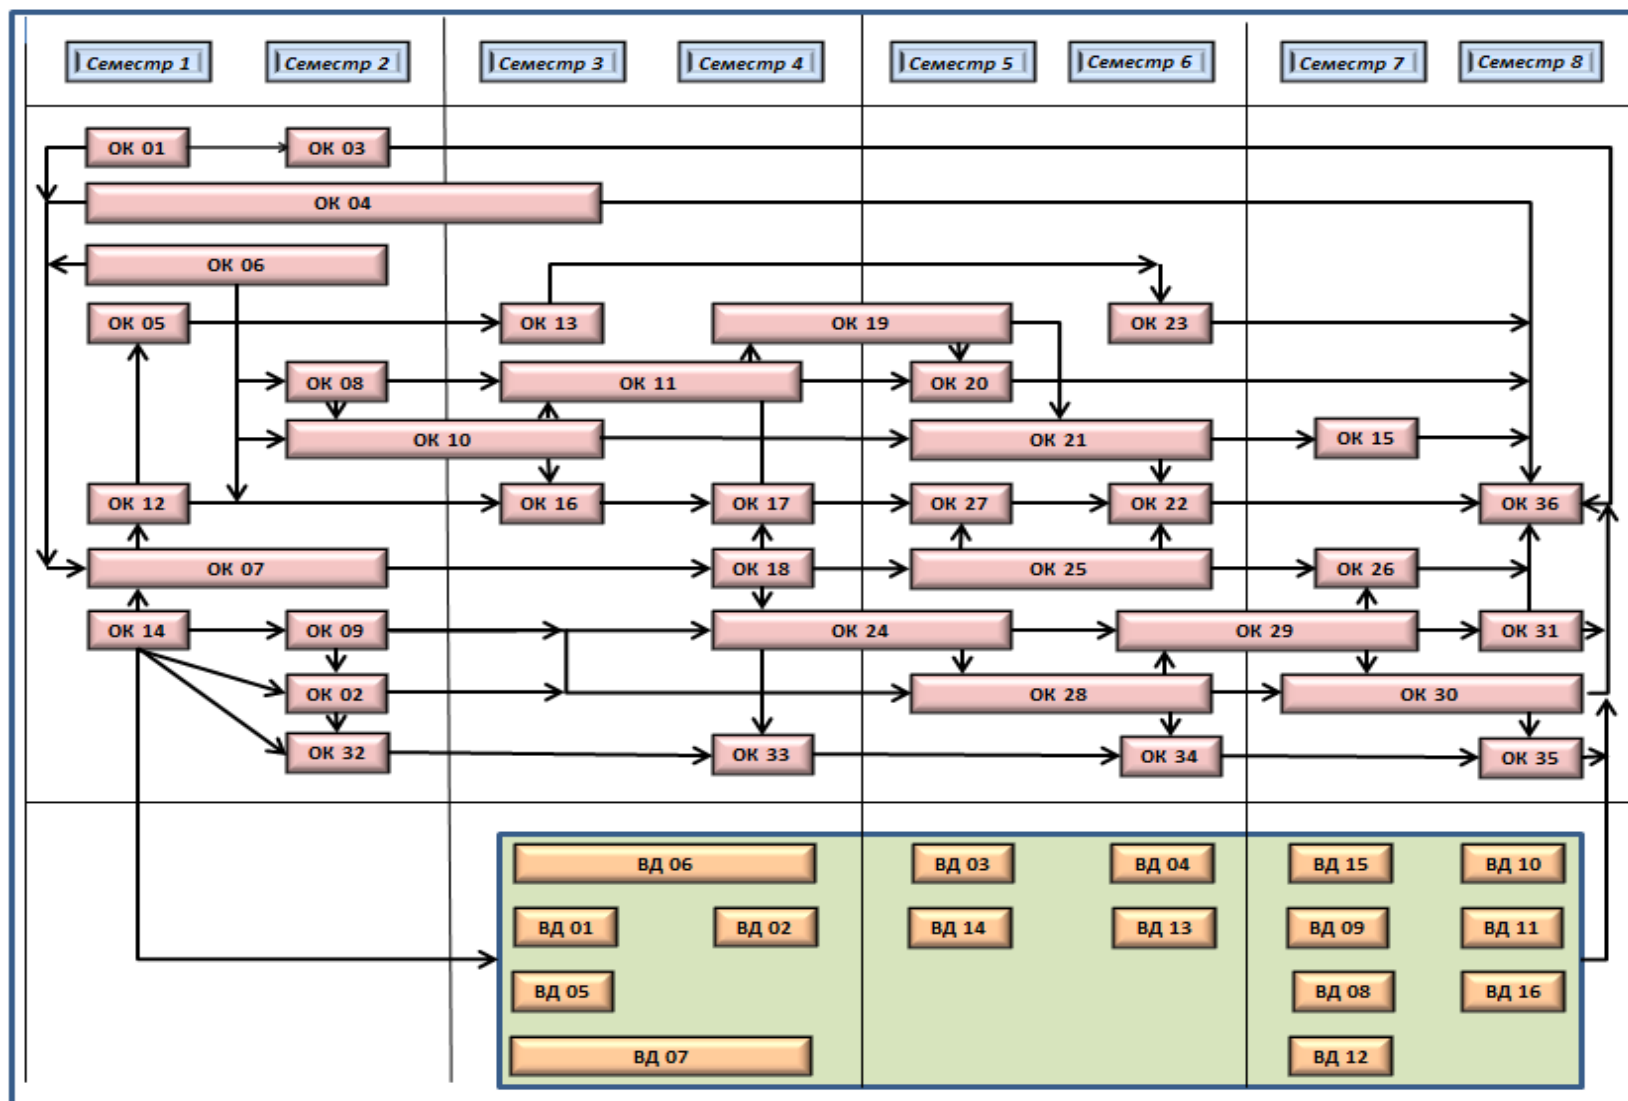 Семестр 1 Семестр 2 Семестр 3 Семестр 4 Семестр 5 Семестр 6 Семестр 7 Семестр 8
ОК 01 ОК 03
ОК 04
ОК 06
ОК 05 ОК 13 ОК 19 ОК 23
ОК 08 ОК 11 ОК 20
ОК 10 ОК 21 ОК 15
ОК 12 ОК 16 ОК 17 ОК 27 ОК 22 ОК 36
ОК 07 ОК 18 ОК 25 ОК 26
ОК 14 ОК 09 ОК 24 ОК 29 ОК 31
ОК 02 ОК 28 ОК 30
ОК 32 ОК 33 ОК 34 ОК 35
ВД 06 ВД 03 ВД 04 ВД 15 ВД 10
ВД 01 ВД 02 ВД 14 ВД 13 ВД 09 ВД 11
ВД 05 ВД 08 ВД 16
ВД 07 ВД 12